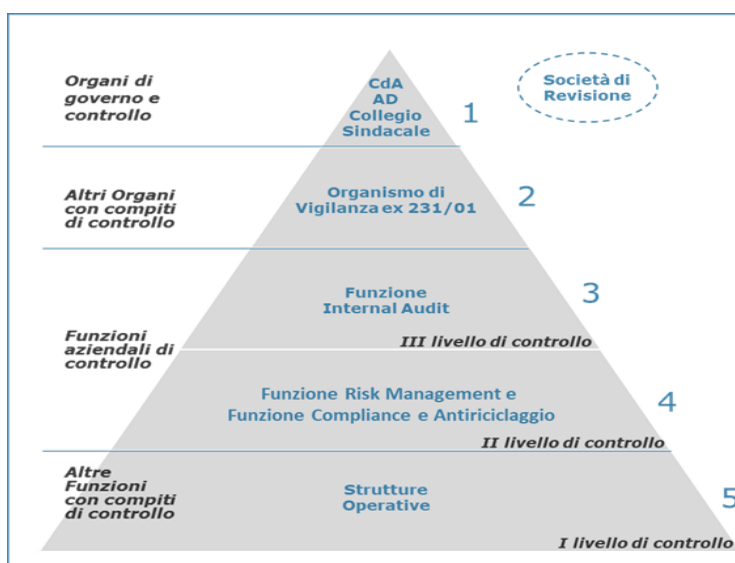 Organi di
governo e
controllo
CdA
AD
Collegio
Sindacale
1
Società di
Revisione
Altri Organi
con compiti
di controllo
Organismo di
Vigilanza ex 231/01
2
Funzione
Internal Audit
3
III livello di controllo
Funzioni
aziendali di
controllo
Funzione Risk Management e
Funzione Compliance e Antiriciclaggio
4
II livello di controllo
Altre
Funzioni
con compiti
di controllo
Strutture
Operative
5
I livello di controllo